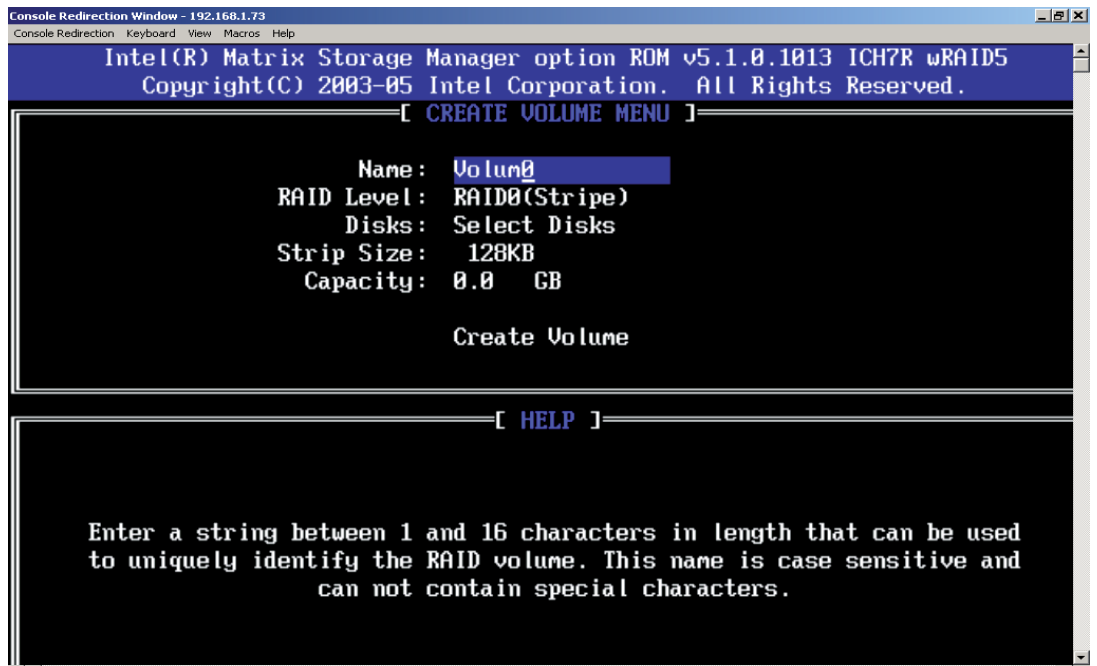 Console Redirection Window - 192.168.1.73
Console Redirection Keyboard View Macros Help
Intel(R) Matrix Storage Manager option ROM v5.1.0.1013 ICH7R wRAID5
Copyright(C) 2003-05 Intel Corporation. All Rights Reserved.
[ CREATE VOLUME MENU ]
Name: Volum0
RAID Level: RAID0(Stripe)
Disks: Select Disks
Strip Size: 128KB
Capacity: 0.0 GB
Create Volume
[ HELP ]
Enter a string between 1 and 16 characters in length that can be used
to uniquely identify the RAID volume. This name is case sensitive and
can not contain special characters.